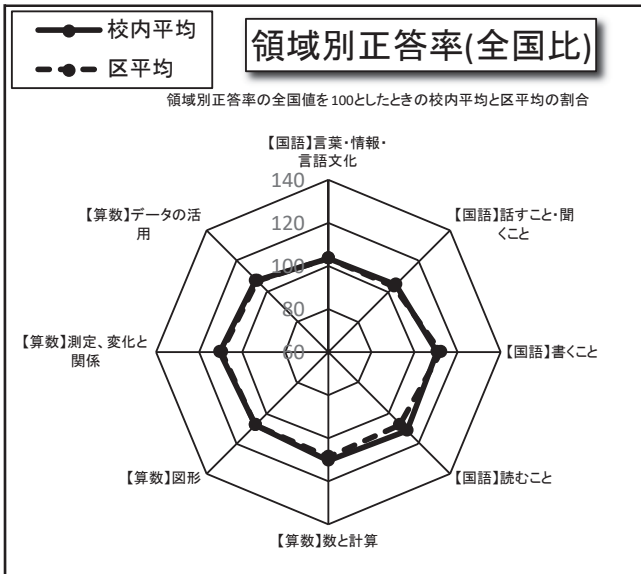 校内平均
区平均
領域別正答率(全国比)
領域別正答率の全国値を100としたときの校内平均と区平均の割合
【国語】言葉・情報・
言語文化
【国語】話すこと・聞
くこと
【国語】書くこと
【国語】読むこと
【算数】数と計算
【算数】図形
【算数】測定、変化と
関係
【算数】データの活
用
140
120
100
80
60